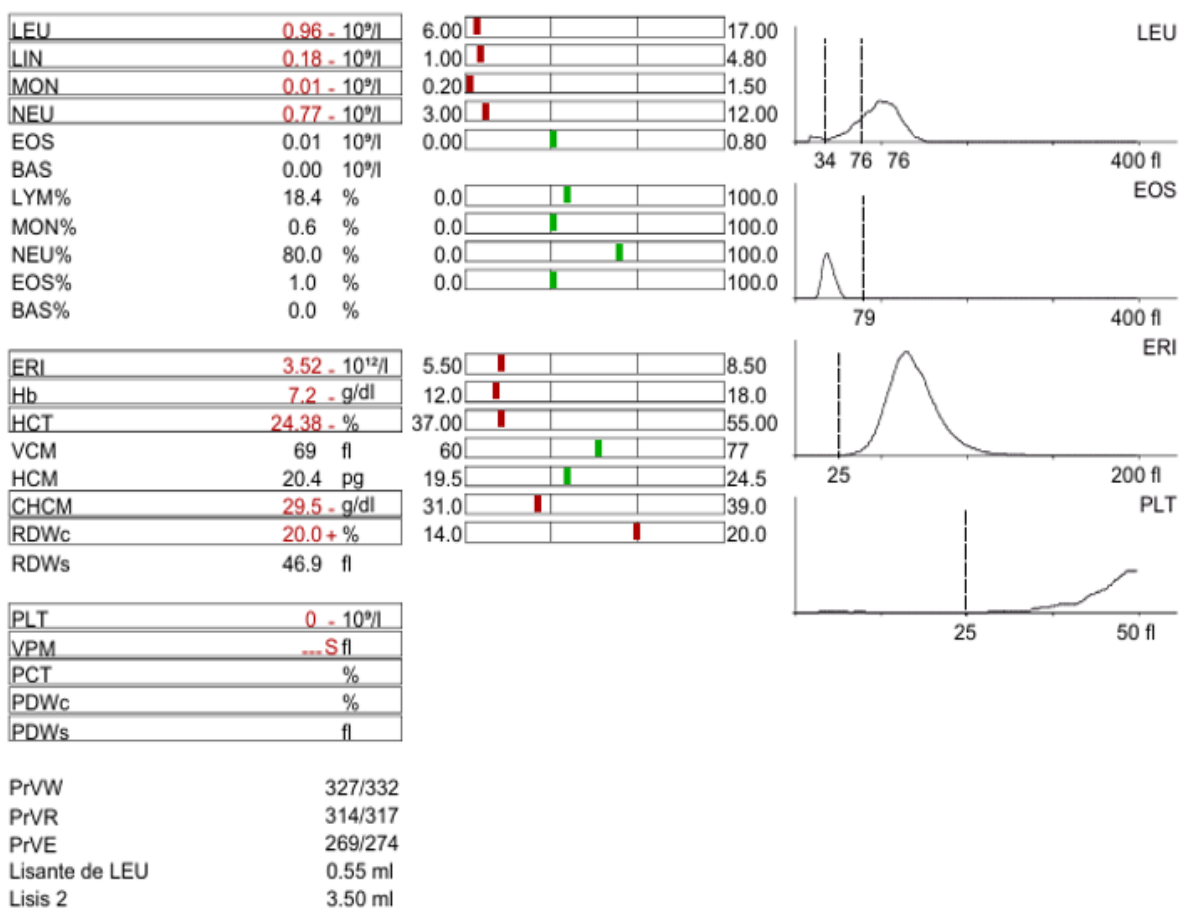 LEU 0.96 - 10⁹/l 6.00 17.00 LEU
LIN 0.18 - 10⁹/l 1.00 4.80
MON 0.01 - 10⁹/l 0.20 1.50
NEU 0.77 - 10⁹/l 3.00 12.00
EOS 0.01 10⁹/l 0.00 0.80
34 76 76 400 fl
BAS 0.00 10⁹/l
LYM% 18.4 % 0.0 100.0 EOS
MON% 0.6 % 0.0 100.0
NEU% 80.0 % 0.0 100.0
EOS% 1.0 % 0.0 100.0
BAS% 0.0 %
79 400 fl
ERI 3.52 - 10¹²/l 5.50 8.50 ERI
Hb 7.2 - g/dl 12.0 18.0
HCT 24.38 - % 37.00 55.00
VCM 69 fl 60 77
HCM 20.4 pg 19.5 24.5
25 200 fl
CHCM 29.5 - g/dl 31.0 39.0 PLT
RDWc 20.0 + % 14.0 20.0
RDWs 46.9 fl
PLT 0 - 10⁹/l
25 50 fl
VPM ---S fl
PCT %
PDWc %
PDWs fl
PrVW 327/332
PrVR 314/317
PrVE 269/274
Lisante de LEU 0.55 ml
Lisis 2 3.50 ml